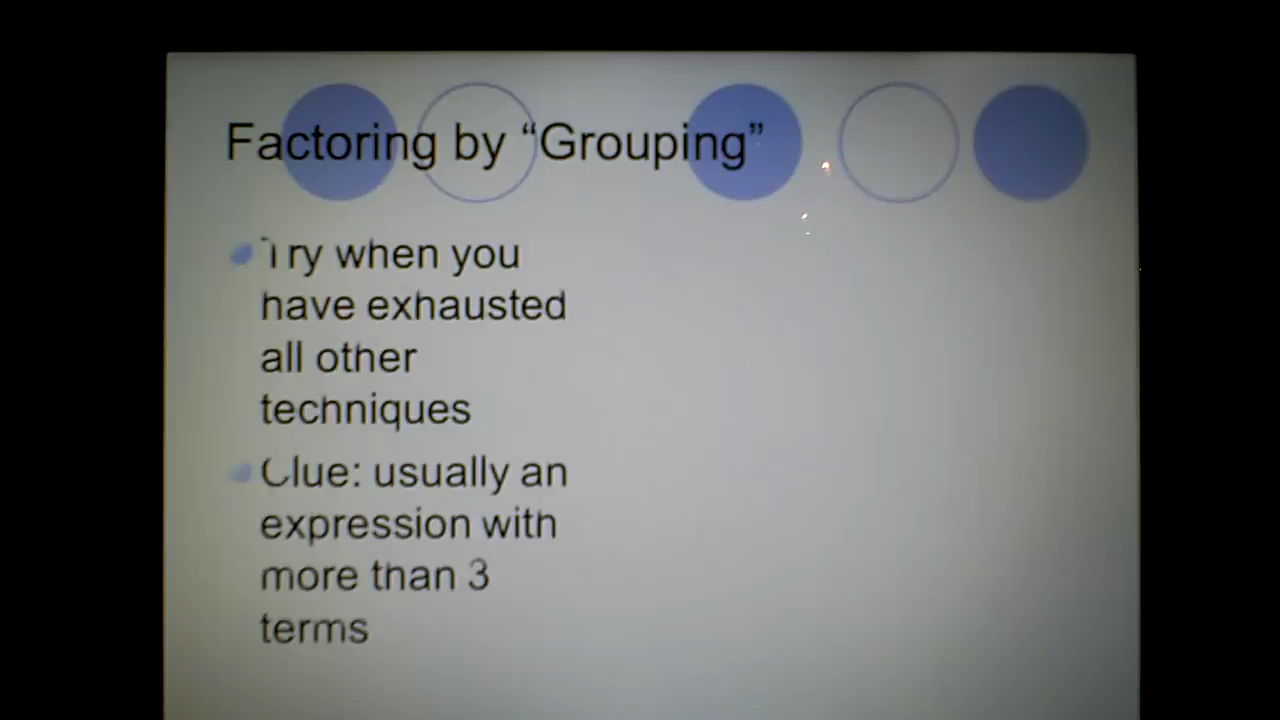 Factoring by “Grouping”
Try when you
have exhausted
all other
techniques
Clue: usually an
expression with
more than 3
terms